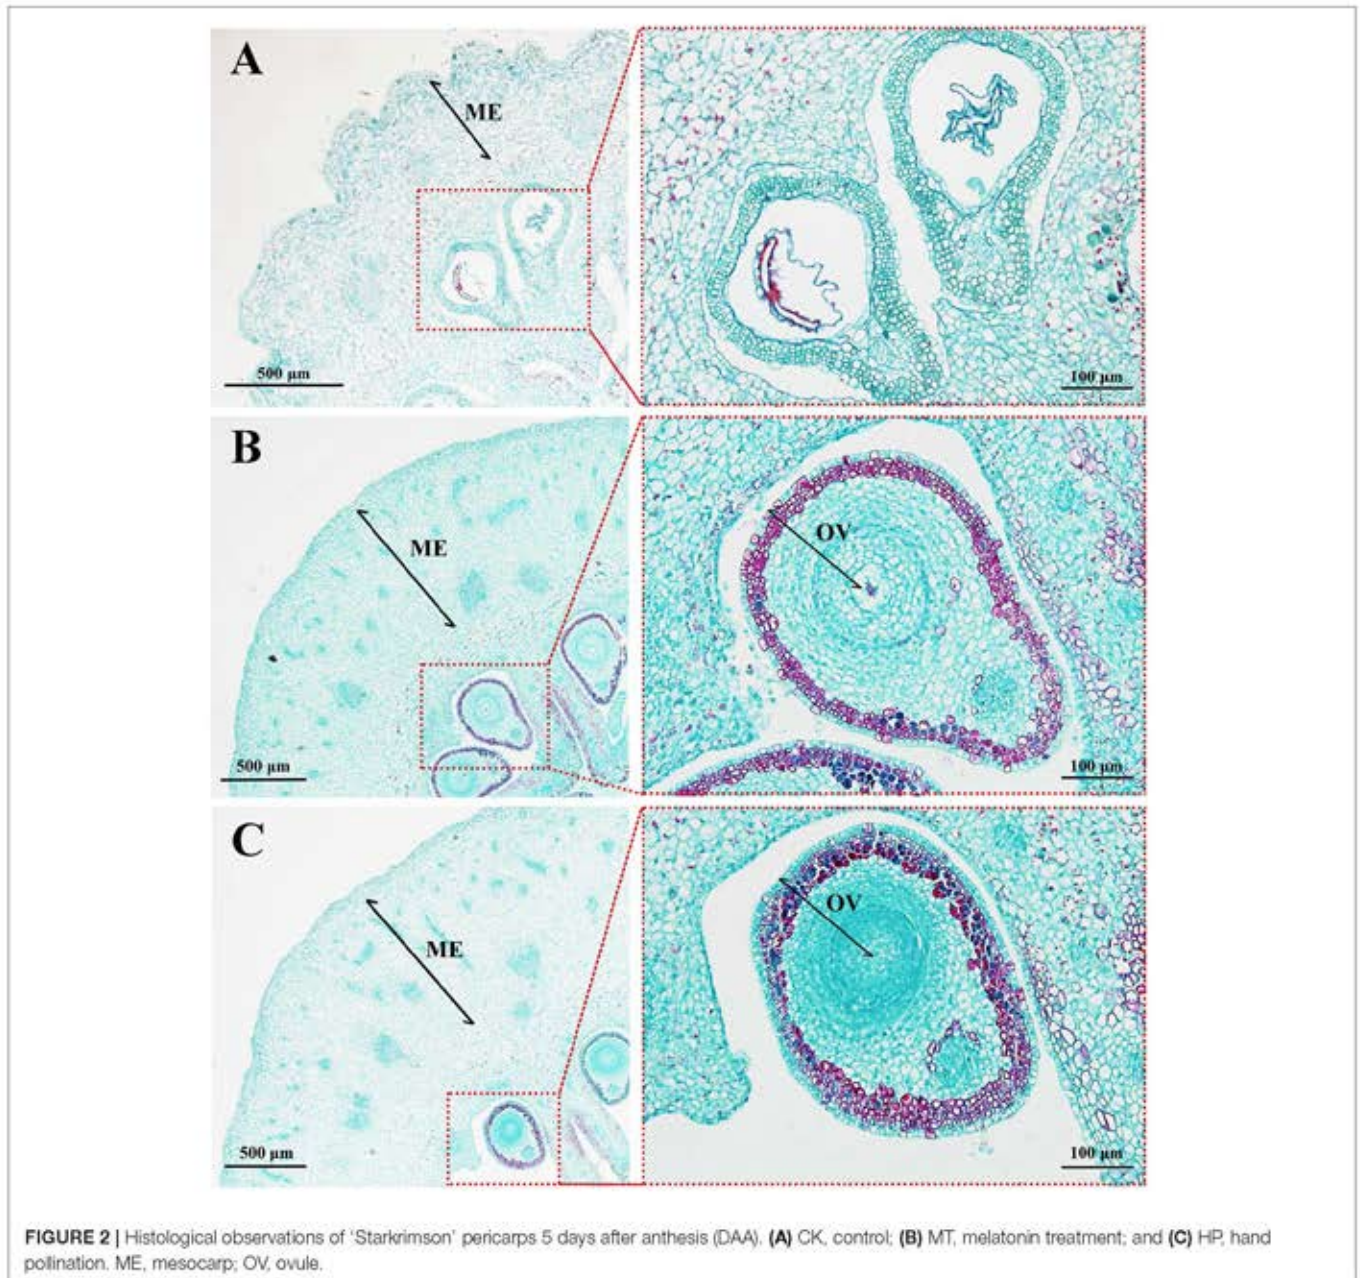 A
ME
500 µm
100 µm
B
ME
OV
500 µm
100 µm
C
ME
OV
500 µm
100 µm
FIGURE 2 | Histological observations of ‘Starkrimson’ pericarps 5 days after anthesis (DAA). (A) CK, control; (B) MT, melatonin treatment; and (C) HP, hand
pollination. ME, mesocarp; OV, ovule.